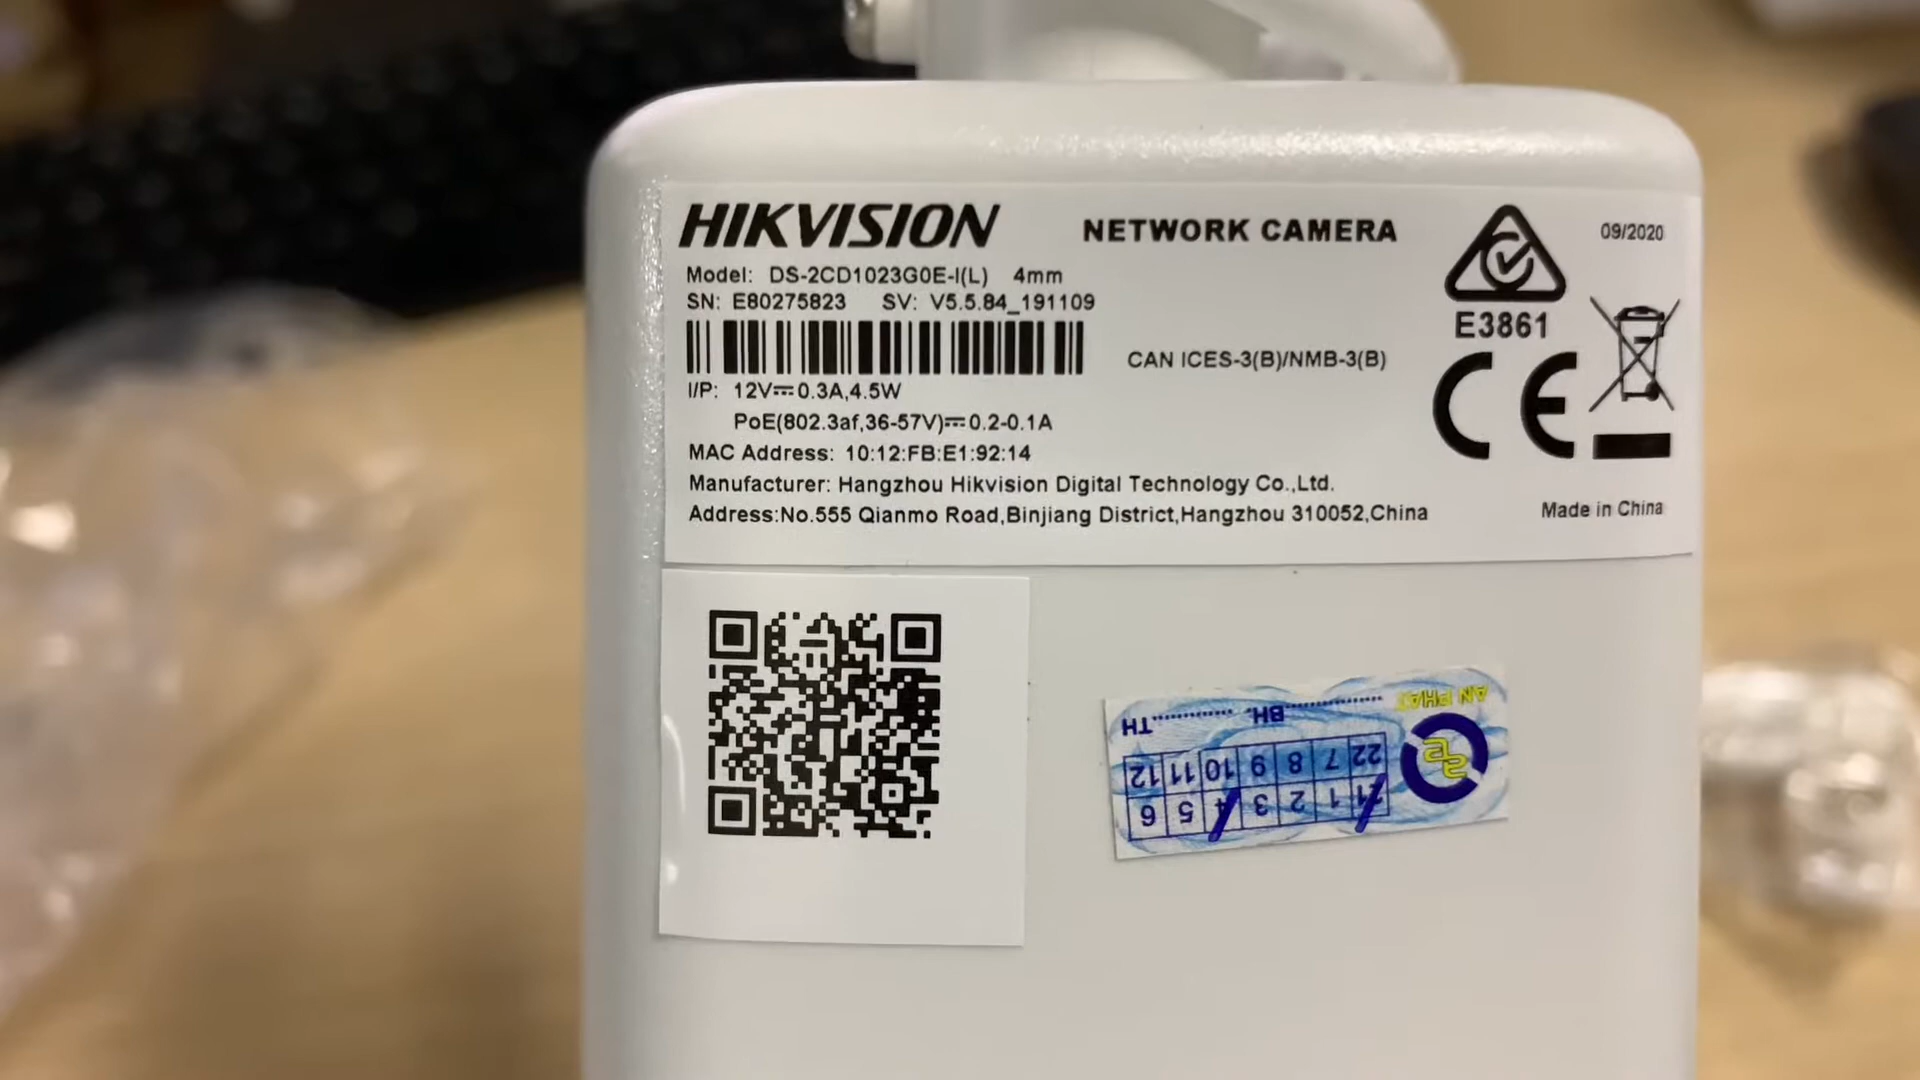 HIKVISION NETWORK CAMERA 09/2020
Model: DS-2CD1023G0E-I(L) 4mm
SN: E80275823 SV: V5.5.84_191109
E3861
CAN ICES-3(B)/NMB-3(B)
I/P: 12V⎓0.3A,4.5W
PoE(802.3af,36-57V)⎓0.2-0.1A
CE
MAC Address: 10:12:FB:E1:92:14
Manufacturer: Hangzhou Hikvision Digital Technology Co.,Ltd.
Address:No.555 Qianmo Road,Binjiang District,Hangzhou 310052,China
Made in China
21 1 2 3 4 5 6
22 7 8 9 10 11 12
AN PHAT ............BH. ............TH